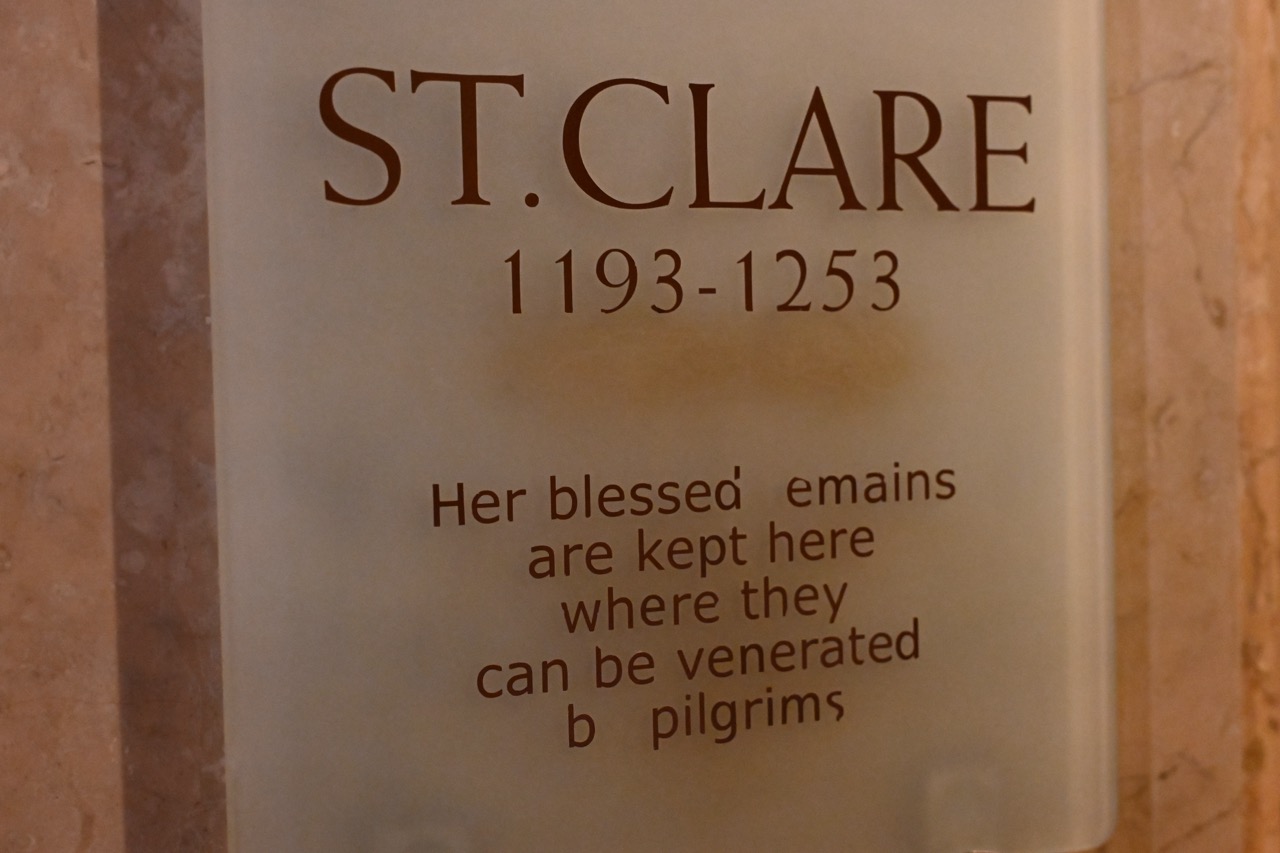 ST. CLARE
1193-1253
Her blessed emains
are kept here
where they
can be venerated
b pilgrims